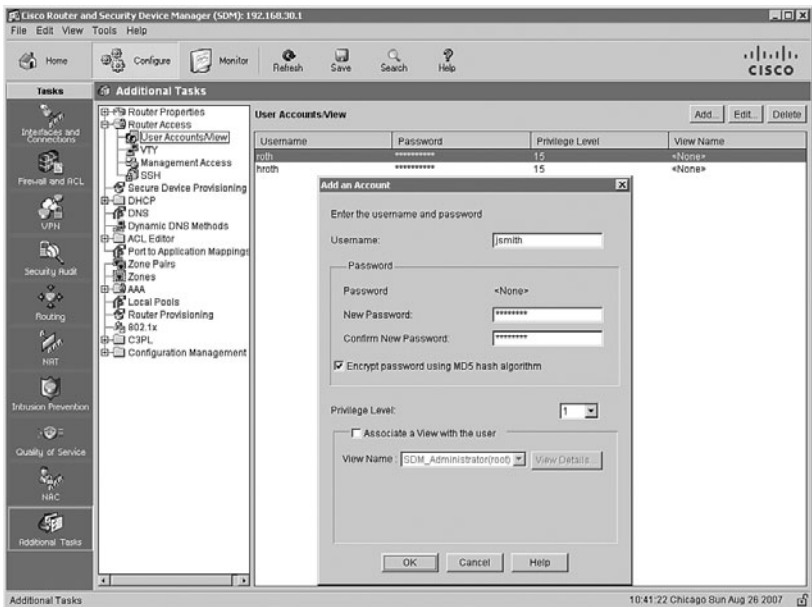 Cisco Router and Security Device Manager (SDM): 192.168.30.1
File Edit View Tools Help
Home
Configure
Monitor
Refresh
Save
Search
Help
CISCO
Tasks
Additional Tasks
Interfaces and Connections
Firewall and ACL
VPN
Security Audit
Routing
NAT
Intrusion Prevention
Quality of Service
NAC
Additional Tasks
Router Properties
Router Access
User Accounts/View
VTY
Management Access
SSH
Secure Device Provisioning
DHCP
DNS
Dynamic DNS Methods
ACL Editor
Port to Application Mappings
Zone Pairs
Zones
AAA
Local Pools
Router Provisioning
802.1x
C3PL
Configuration Management
User Accounts/View
Add... Edit... Delete
Username Password Privilege Level View Name
roth ********** 15 <None>
hroth ********** 15 <None>
Add an Account
Enter the username and password
Username: jsmith
Password
Password <None>
New Password: ********
Confirm New Password: ********
Encrypt password using MD5 hash algorithm
Privilege Level: 1
Associate a View with the user
View Name : SDM_Administrator(root) View Details...
OK Cancel Help
Additional Tasks
10:41:22 Chicago Sun Aug 26 2007